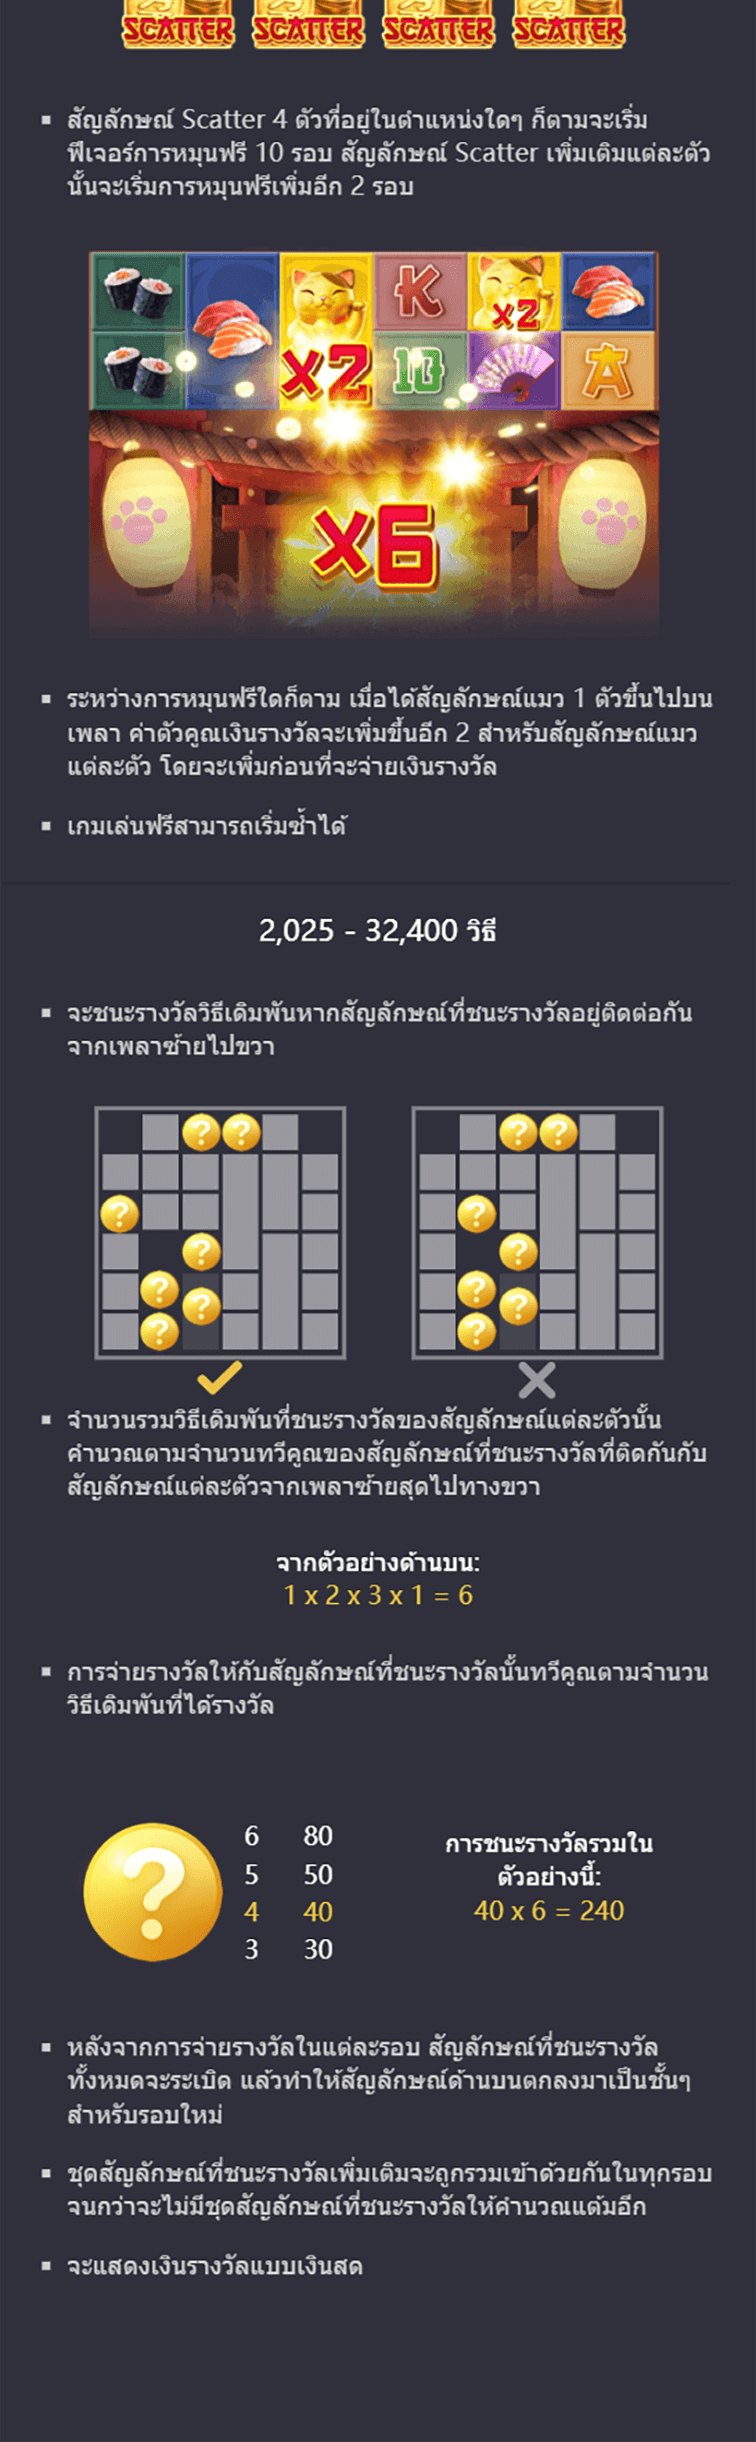 SCATTER SCATTER SCATTER SCATTER
▪ สัญลักษณ์ Scatter 4 ตัวที่อยู่ในตำแหน่งใดๆ ก็ตามจะเริ่ม
ฟีเจอร์การหมุนฟรี 10 รอบ สัญลักษณ์ Scatter เพิ่มเติมแต่ละตัว
นั้นจะเริ่มการหมุนฟรีเพิ่มอีก 2 รอบ
K x2
x2 10 A
x6
▪ ระหว่างการหมุนฟรีใดก็ตาม เมื่อได้สัญลักษณ์แมว 1 ตัวขึ้นไปบน
เพลา ค่าตัวคูณเงินรางวัลจะเพิ่มขึ้นอีก 2 สำหรับสัญลักษณ์แมว
แต่ละตัว โดยจะเพิ่มก่อนที่จะจ่ายเงินรางวัล
▪ เกมเล่นฟรีสามารถเริ่มซ้ำได้
2,025 - 32,400 วิธี
▪ จะชนะรางวัลวิธีเดิมพันหากสัญลักษณ์ที่ชนะรางวัลอยู่ติดต่อกัน
จากเพลาซ้ายไปขวา
? ? ? ?
? ?
? ?
? ?
? ?
? ?
▪ จำนวนรวมวิธีเดิมพันที่ชนะรางวัลของสัญลักษณ์แต่ละตัวนั้น
คำนวณตามจำนวนทวีคูณของสัญลักษณ์ที่ชนะรางวัลที่ติดกันกับ
สัญลักษณ์แต่ละตัวจากเพลาซ้ายสุดไปทางขวา
จากตัวอย่างด้านบน:
1 x 2 x 3 x 1 = 6
▪ การจ่ายรางวัลให้กับสัญลักษณ์ที่ชนะรางวัลนั้นทวีคูณตามจำนวน
วิธีเดิมพันที่ได้รางวัล
?
6 80
5 50
4 40
3 30
การชนะรางวัลรวมใน
ตัวอย่างนี้:
40 x 6 = 240
▪ หลังจากการจ่ายรางวัลในแต่ละรอบ สัญลักษณ์ที่ชนะรางวัล
ทั้งหมดจะระเบิด แล้วทำให้สัญลักษณ์ด้านบนตกลงมาเป็นชั้นๆ
สำหรับรอบใหม่
▪ ชุดสัญลักษณ์ที่ชนะรางวัลเพิ่มเติมจะถูกรวมเข้าด้วยกันในทุกรอบ
จนกว่าจะไม่มีชุดสัญลักษณ์ที่ชนะรางวัลให้คำนวณแต้มอีก
▪ จะแสดงเงินรางวัลแบบเงินสด